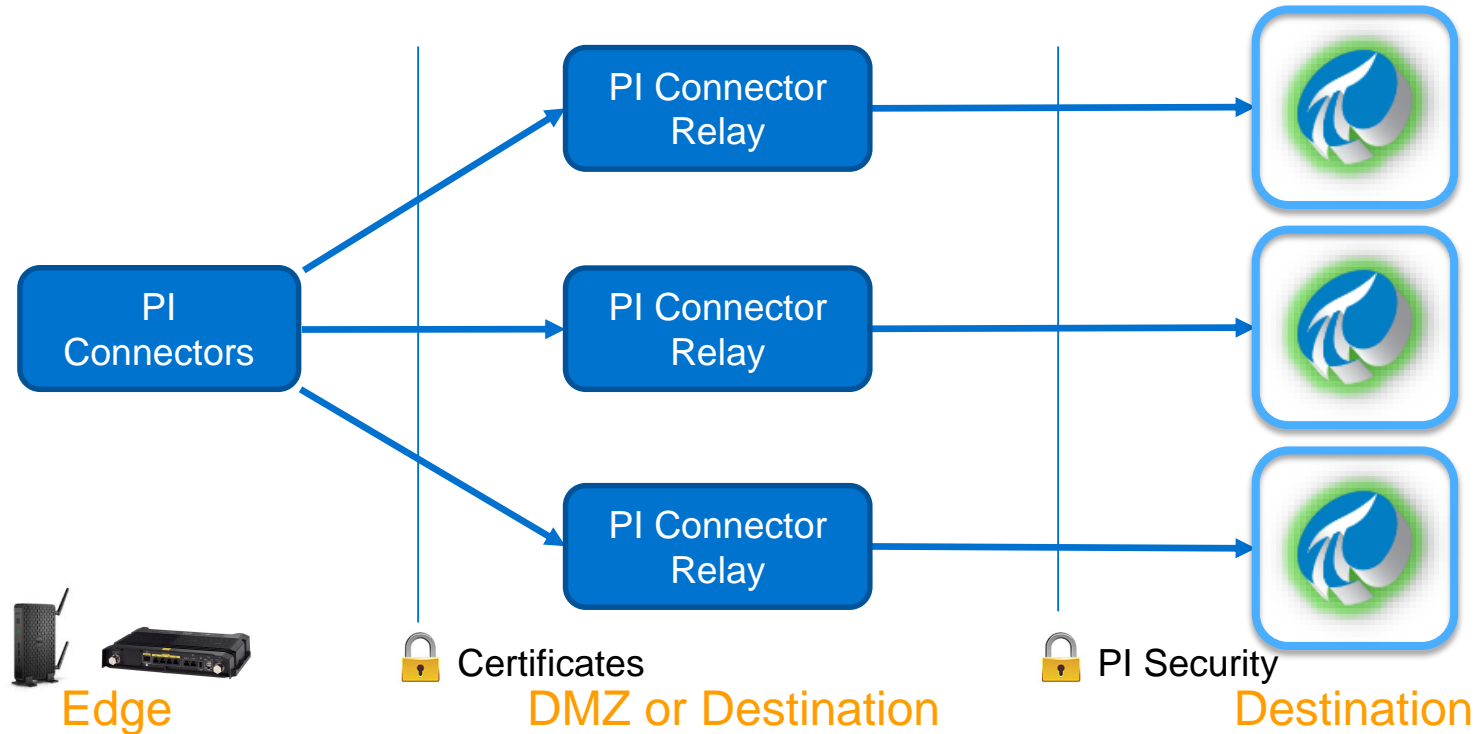 PI Connector
Relay
PI
Connectors
PI Connector
Relay
PI Connector
Relay
Certificates
PI Security
Edge
DMZ or Destination
Destination